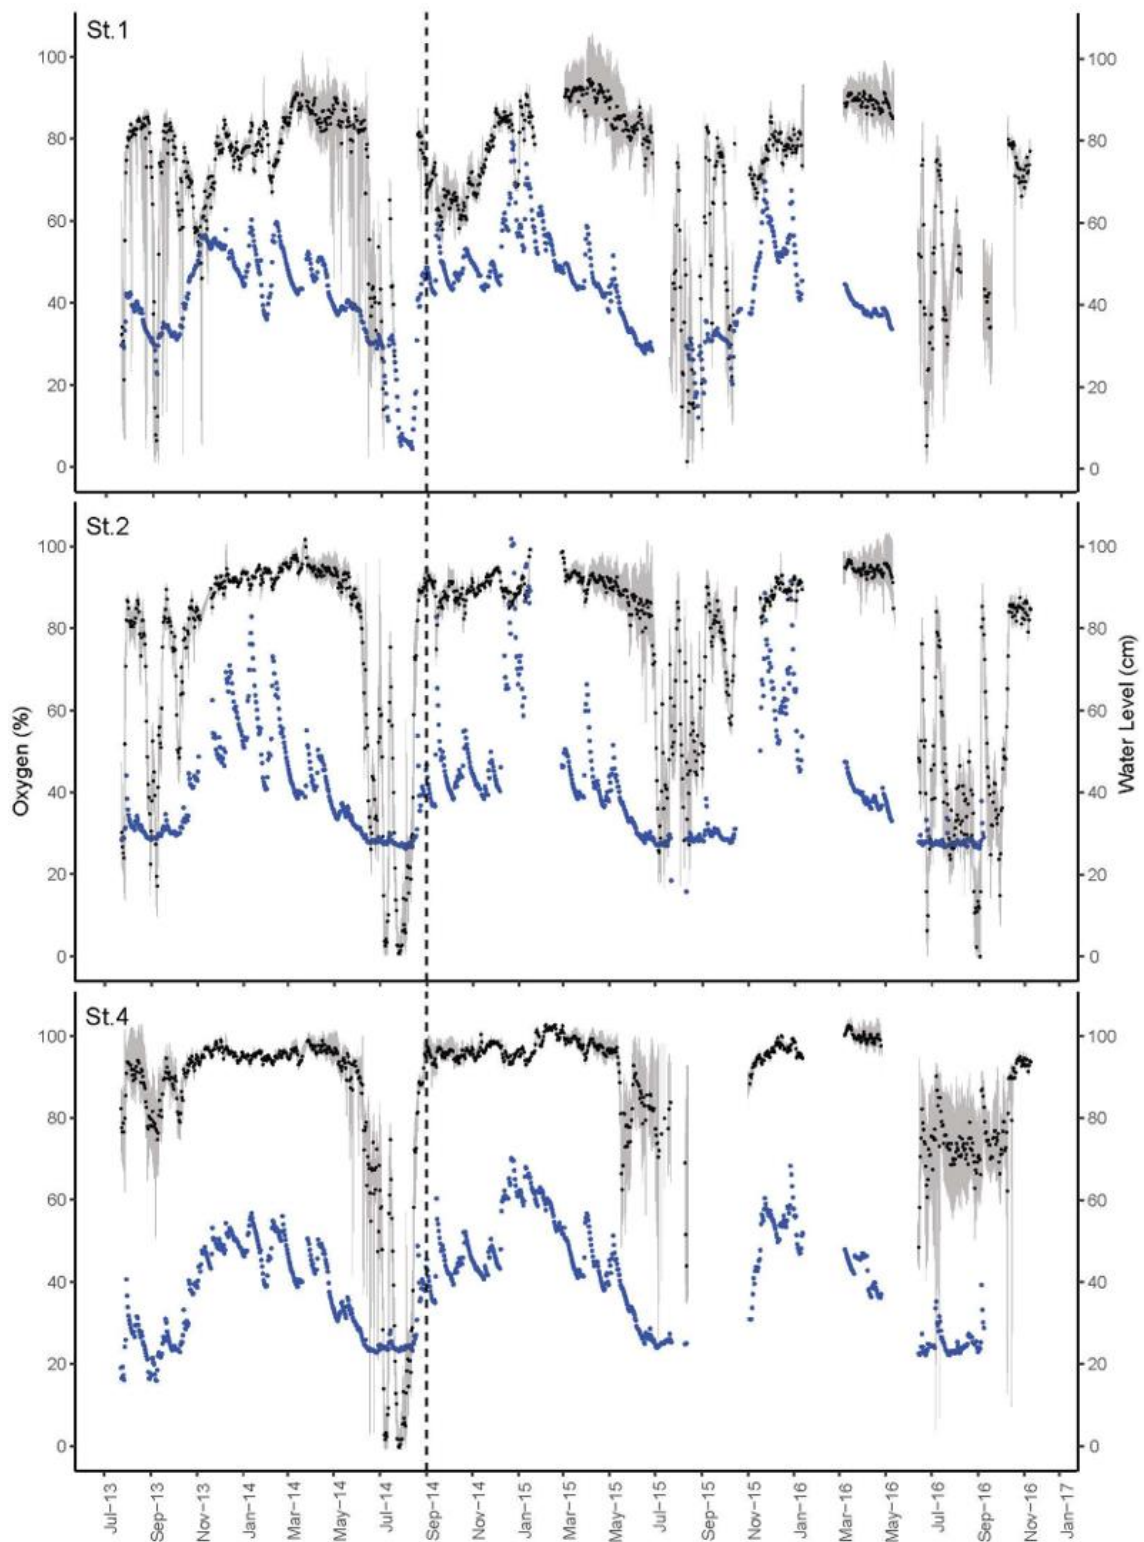 St.1
100
80
60
40
20
0
100
80
60
40
20
0
St.2
100
80
60
40
20
0
100
80
60
40
20
0
Oxygen (%)
Water Level (cm)
St.4
100
80
60
40
20
0
100
80
60
40
20
0
Jul–13
Sep–13
Nov–13
Jan–14
Mar–14
May–14
Jul–14
Sep–14
Nov–14
Jan–15
Mar–15
May–15
Jul–15
Sep–15
Nov–15
Jan–16
Mar–16
May–16
Jul–16
Sep–16
Nov–16
Jan–17